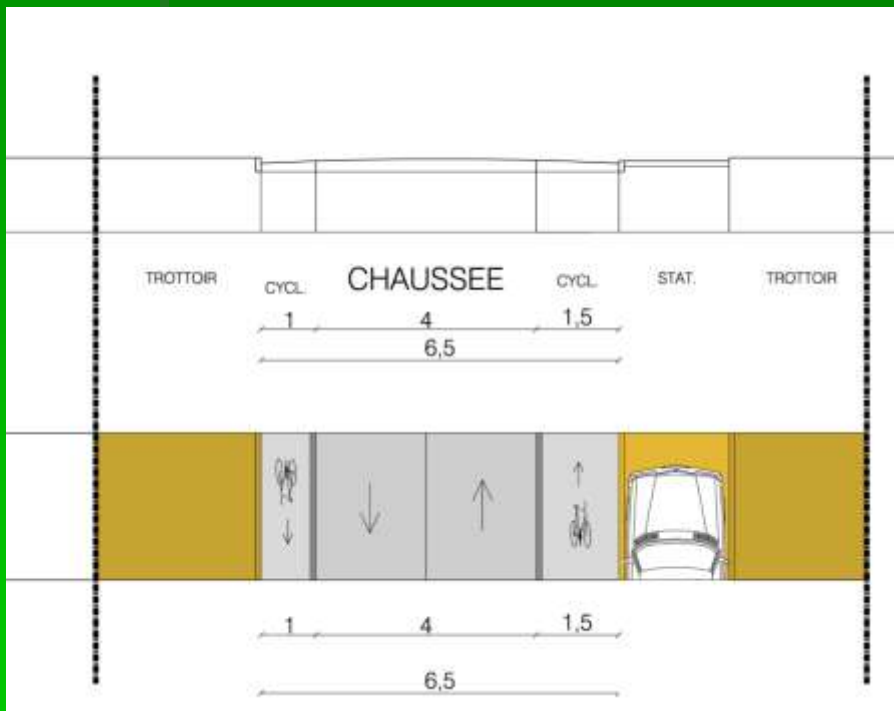 TROTTOIR CYCL. CHAUSSEE CYCL. STAT. TROTTOIR
1 4 1,5
6,5
1 4 1,5
6,5